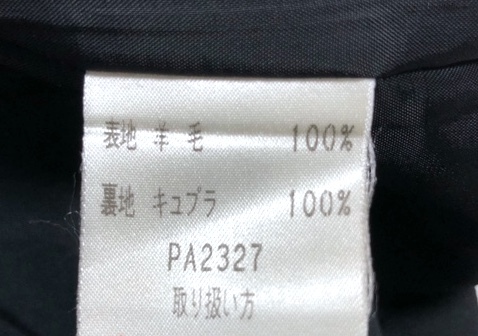 表地 羊毛 100%
裏地 キュプラ 100%
PA2327
取り扱い方